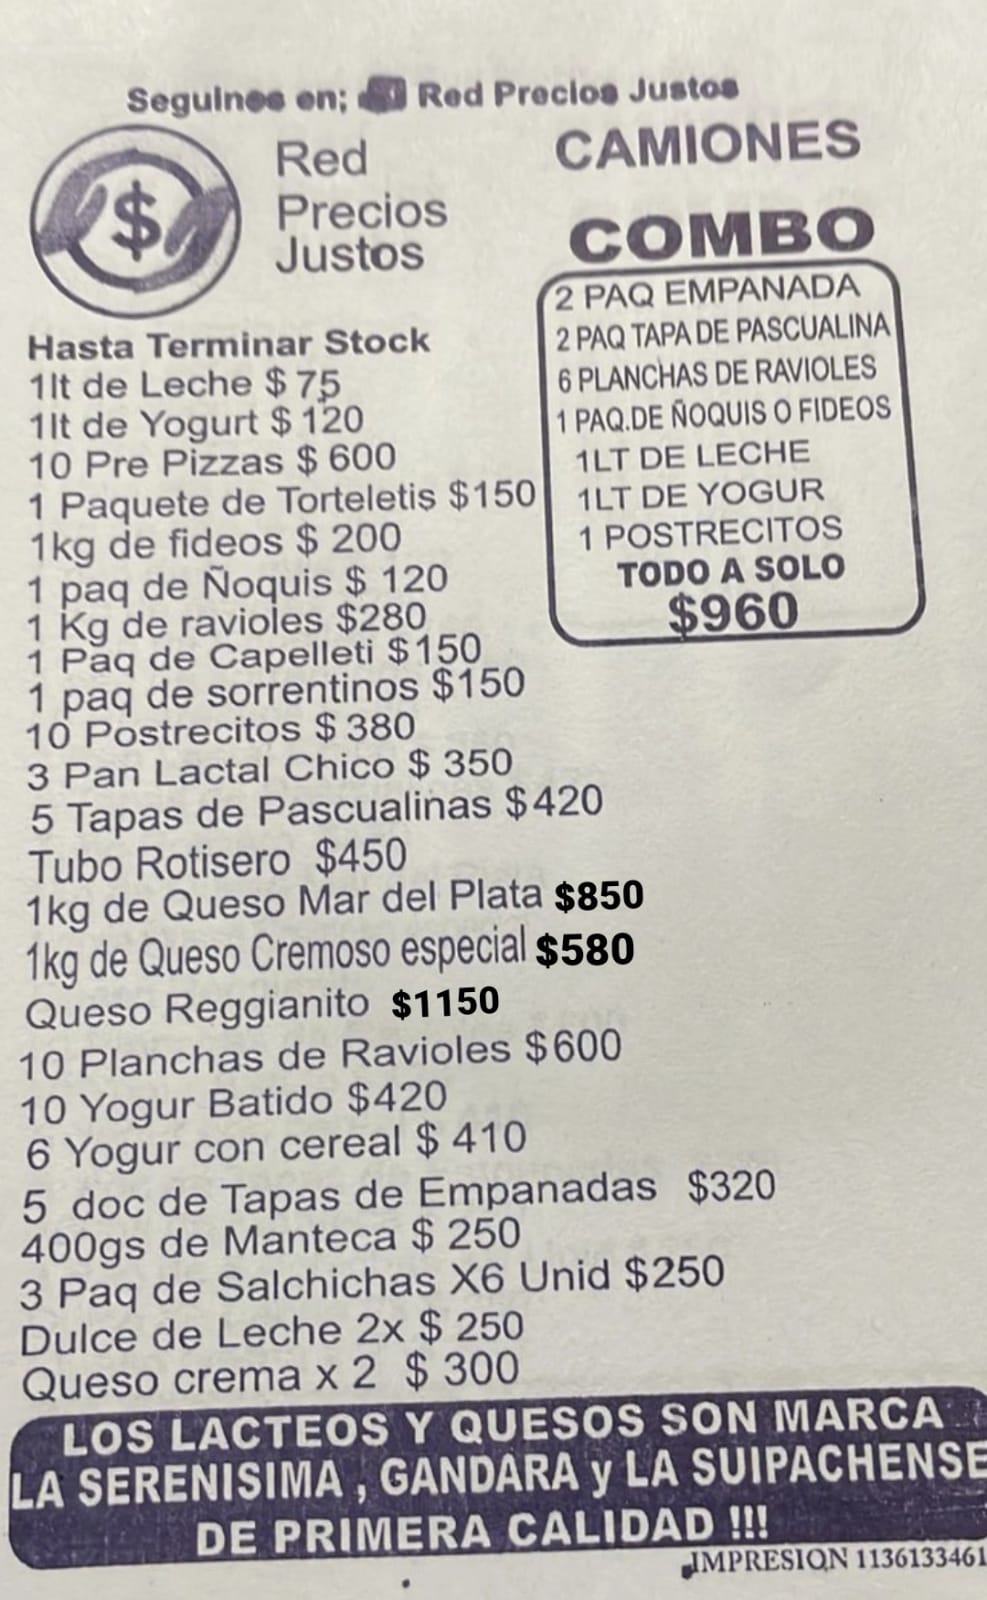 Seguinos en; Red Precios Justos
Red
Precios
Justos
CAMIONES
COMBO
2 PAQ EMPANADA
2 PAQ TAPA DE PASCUALINA
6 PLANCHAS DE RAVIOLES
1 PAQ.DE ÑOQUIS O FIDEOS
1LT DE LECHE
1LT DE YOGUR
1 POSTRECITOS
TODO A SOLO
$960
Hasta Terminar Stock
1lt de Leche $ 75
1lt de Yogurt $ 120
10 Pre Pizzas $ 600
1 Paquete de Torteletis $150
1kg de fideos $ 200
1 paq de Ñoquis $ 120
1 Kg de ravioles $280
1 Paq de Capelleti $150
1 paq de sorrentinos $150
10 Postrecitos $ 380
3 Pan Lactal Chico $ 350
5 Tapas de Pascualinas $420
Tubo Rotisero $450
1kg de Queso Mar del Plata $850
1kg de Queso Cremoso especial $580
Queso Reggianito $1150
10 Planchas de Ravioles $600
10 Yogur Batido $420
6 Yogur con cereal $ 410
5 doc de Tapas de Empanadas $320
400gs de Manteca $ 250
3 Paq de Salchichas X6 Unid $250
Dulce de Leche 2x $ 250
Queso crema x 2 $ 300
LOS LACTEOS Y QUESOS SON MARCA
LA SERENISIMA , GANDARA y LA SUIPACHENSE
DE PRIMERA CALIDAD !!!
IMPRESION 1136133461